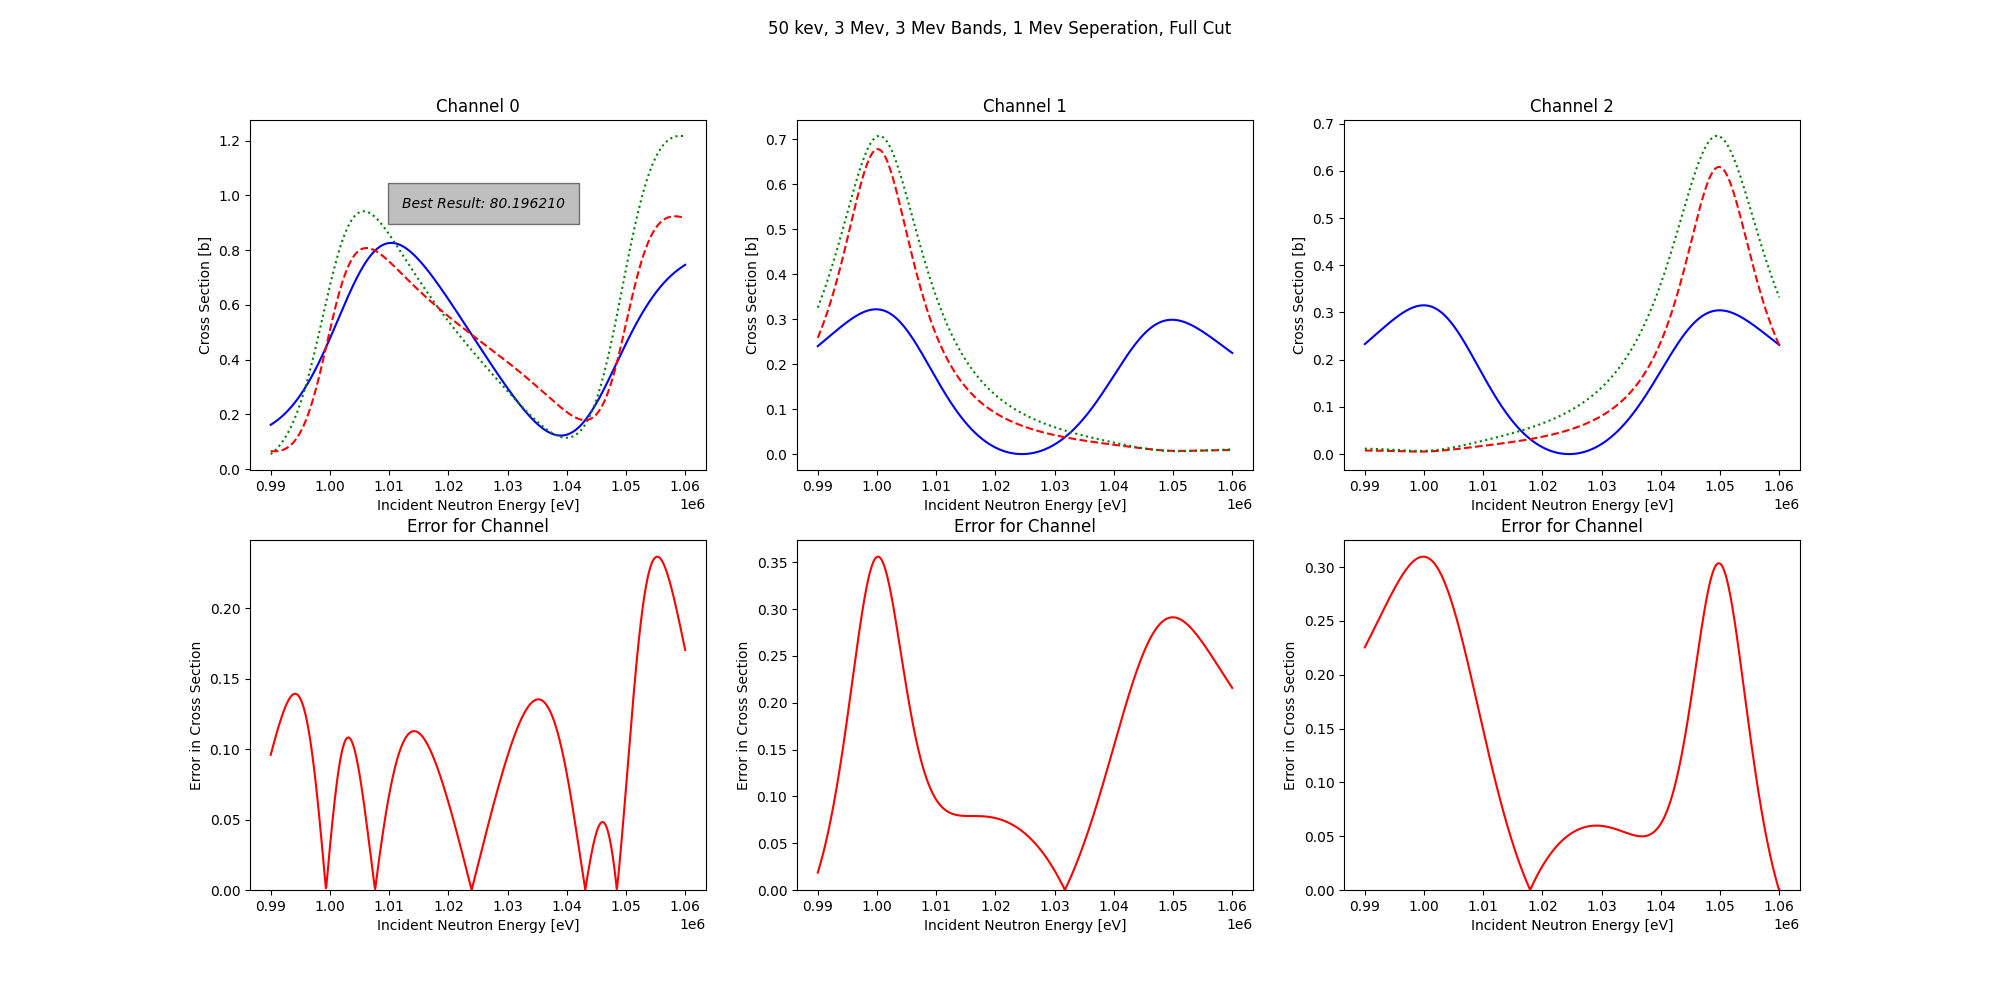 50 kev, 3 Mev, 3 Mev Bands, 1 Mev Seperation, Full Cut
Channel 0
Cross Section [b]
1.2
1.0
0.8
0.6
0.4
0.2
0.0
Best Result: 80.196210
0.99 1.00 1.01 1.02 1.03 1.04 1.05 1.06
1e6
Incident Neutron Energy [eV]
Channel 1
Cross Section [b]
0.7
0.6
0.5
0.4
0.3
0.2
0.1
0.0
0.99 1.00 1.01 1.02 1.03 1.04 1.05 1.06
1e6
Incident Neutron Energy [eV]
Channel 2
Cross Section [b]
0.7
0.6
0.5
0.4
0.3
0.2
0.1
0.0
0.99 1.00 1.01 1.02 1.03 1.04 1.05 1.06
1e6
Incident Neutron Energy [eV]
Error for Channel
Error in Cross Section
0.20
0.15
0.10
0.05
0.00
0.99 1.00 1.01 1.02 1.03 1.04 1.05 1.06
1e6
Incident Neutron Energy [eV]
Error for Channel
Error in Cross Section
0.35
0.30
0.25
0.20
0.15
0.10
0.05
0.00
0.99 1.00 1.01 1.02 1.03 1.04 1.05 1.06
1e6
Incident Neutron Energy [eV]
Error for Channel
Error in Cross Section
0.30
0.25
0.20
0.15
0.10
0.05
0.00
0.99 1.00 1.01 1.02 1.03 1.04 1.05 1.06
1e6
Incident Neutron Energy [eV]